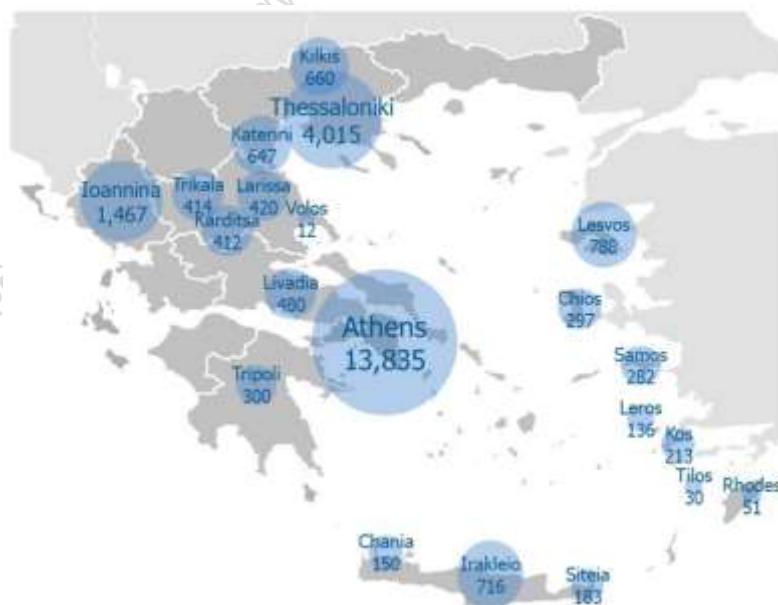 Kilkis
660
Thessaloniki
4,015
Katerini
647
Ioannina
1,467
Trikala
414
Larissa
420
Karditsa
412
Volos
12
Lesvos
788
Livadia
480
Chios
297
Athens
13,835
Samos
282
Tripoli
300
Leros
136
Kos
213
Tilos
30
Rhodes
51
Chania
150
Irakleio
716
Siteia
183